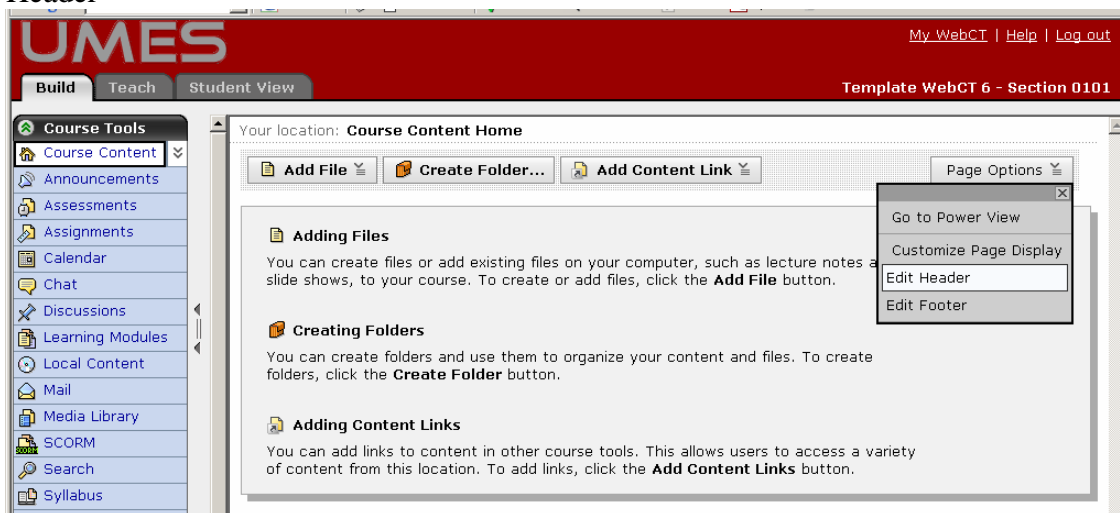 Header
UMES
My WebCT | Help | Log out
Build Teach Student View
Template WebCT 6 - Section 0101
Course Tools
Course Content
Announcements
Assessments
Assignments
Calendar
Chat
Discussions
Learning Modules
Local Content
Mail
Media Library
SCORM
Search
Syllabus
Your location: Course Content Home
Add File Create Folder... Add Content Link Page Options
Go to Power View
Customize Page Display
Edit Header
Edit Footer
Adding Files
You can create files or add existing files on your computer, such as lecture notes a
slide shows, to your course. To create or add files, click the Add File button.
Creating Folders
You can create folders and use them to organize your content and files. To create
folders, click the Create Folder button.
Adding Content Links
You can add links to content in other course tools. This allows users to access a variety
of content from this location. To add links, click the Add Content Links button.